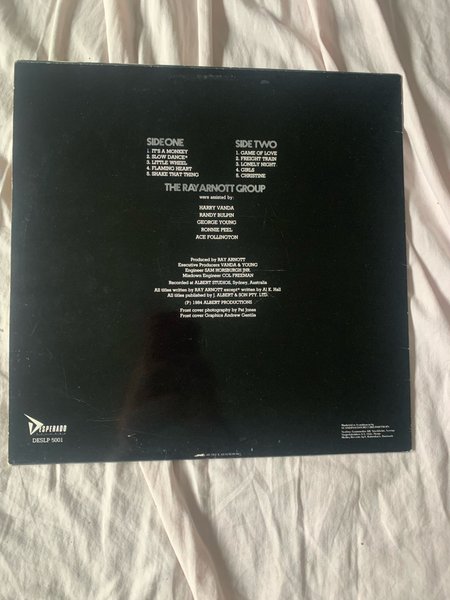 SIDE ONE
1. IT'S A MONKEY
2. SLOW DANCE*
3. LITTLE WHEEL
4. FLAMING HEART
5. SHAKE THAT THING
SIDE TWO
1. GAME OF LOVE
2. FREIGHT TRAIN
3. LONELY NIGHT
4. GIRLS
5. CHRISTINE
THE RAY ARNOTT GROUP
were assisted by:
HARRY VANDA
RANDY BULPIN
GEORGE YOUNG
RONNIE PEEL
ACE FOLLINGTON
Produced by RAY ARNOTT
Executive Producers VANDA & YOUNG
Engineer SAM HORSBURGH JNR.
Mixdown Engineer COL FREEMAN
Recorded at ALBERT STUDIOS, Sydney, Australia
All titles written by RAY ARNOTT except* written by A. K. Hall
All titles published by J. ALBERT & SON PTY. LTD.
(P) 1984 ALBERT PRODUCTIONS
Front cover photography by Pat Jones
Front cover Graphics Andrew Gentile
DESPERADO
DESLP 5001